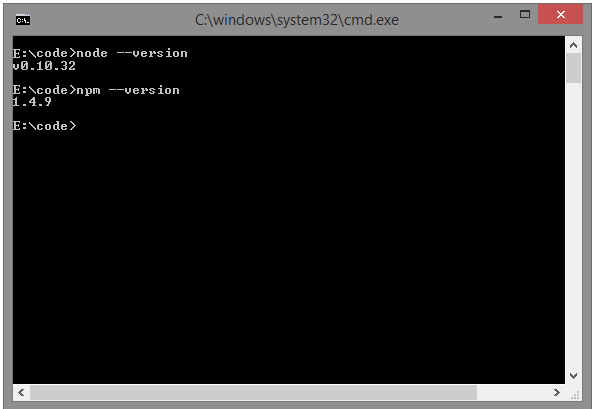 C:\windows\system32\cmd.exe
E:\code>node --version
v0.10.32
E:\code>npm --version
1.4.9
E:\code>